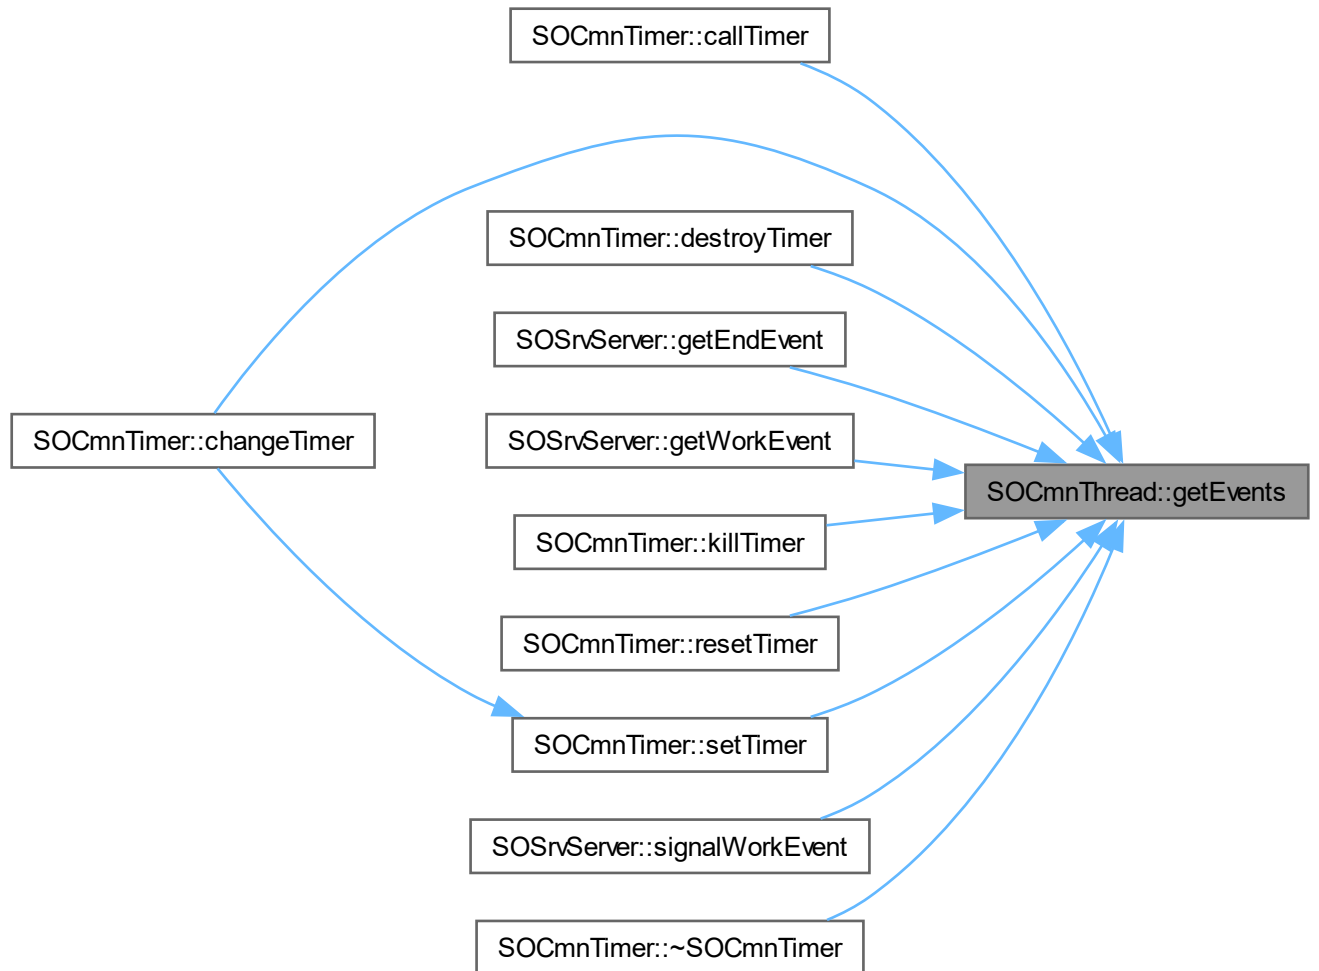 SOCmnTimer::callTimer
SOCmnTimer::destroyTimer
SOSrvServer::getEndEvent
SOCmnTimer::changeTimer
SOSrvServer::getWorkEvent
SOCmnThread::getEvents
SOCmnTimer::killTimer
SOCmnTimer::resetTimer
SOCmnTimer::setTimer
SOSrvServer::signalWorkEvent
SOCmnTimer::~SOCmnTimer